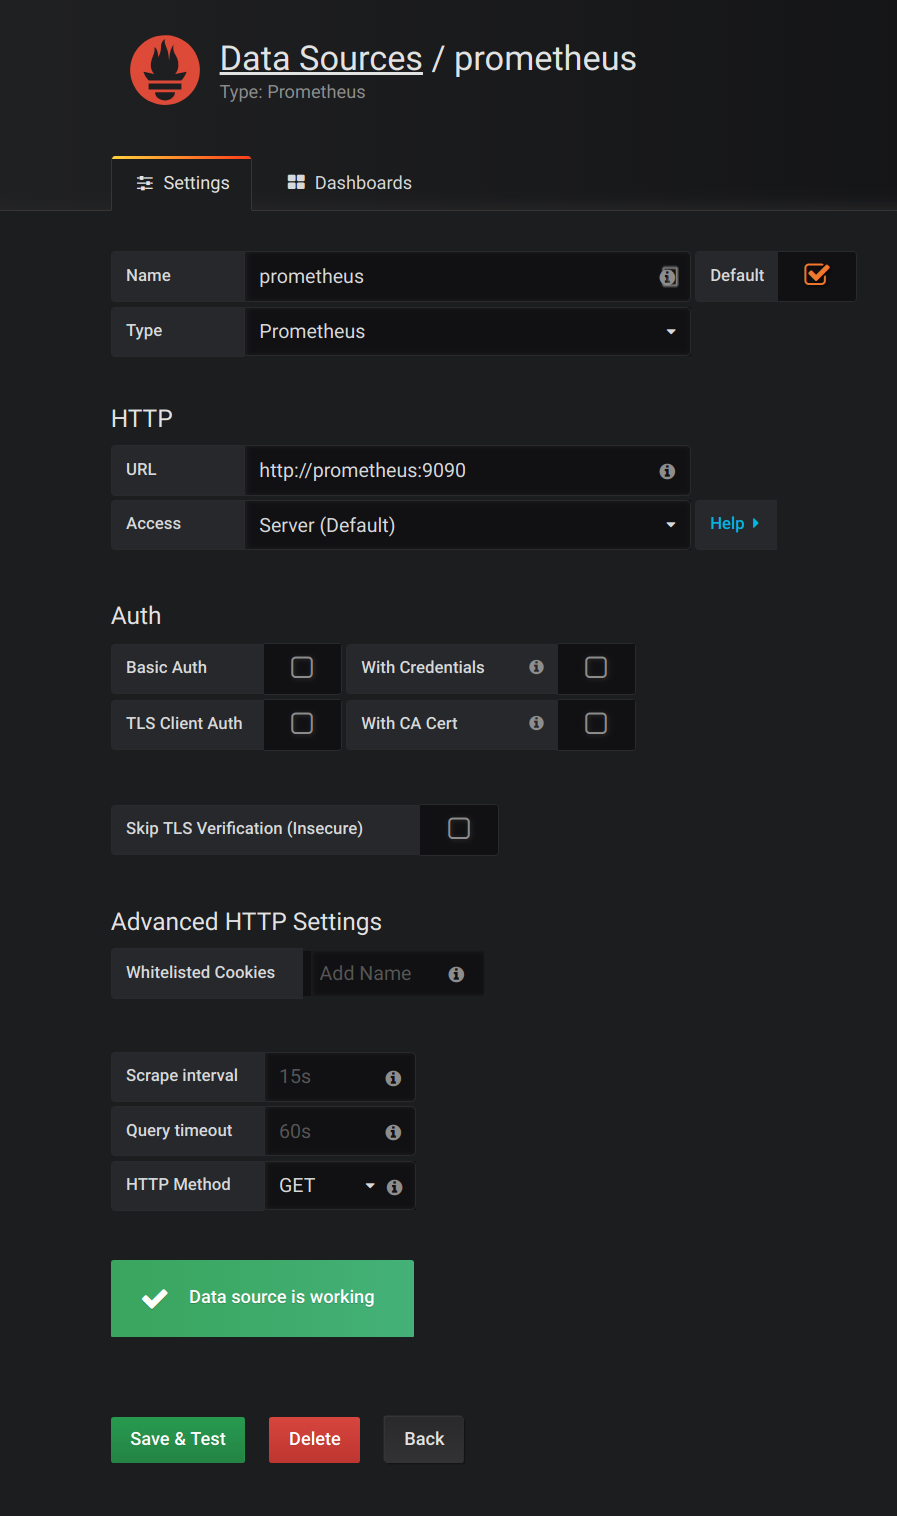 Data Sources / prometheus
Type: Prometheus
Settings
Dashboards
Name
prometheus
Default
Type
Prometheus
HTTP
URL
http://prometheus:9090
Access
Server (Default)
Help
Auth
Basic Auth
With Credentials
TLS Client Auth
With CA Cert
Skip TLS Verification (Insecure)
Advanced HTTP Settings
Whitelisted Cookies
Add Name
Scrape interval
15s
Query timeout
60s
HTTP Method
GET
Data source is working
Save & Test
Delete
Back